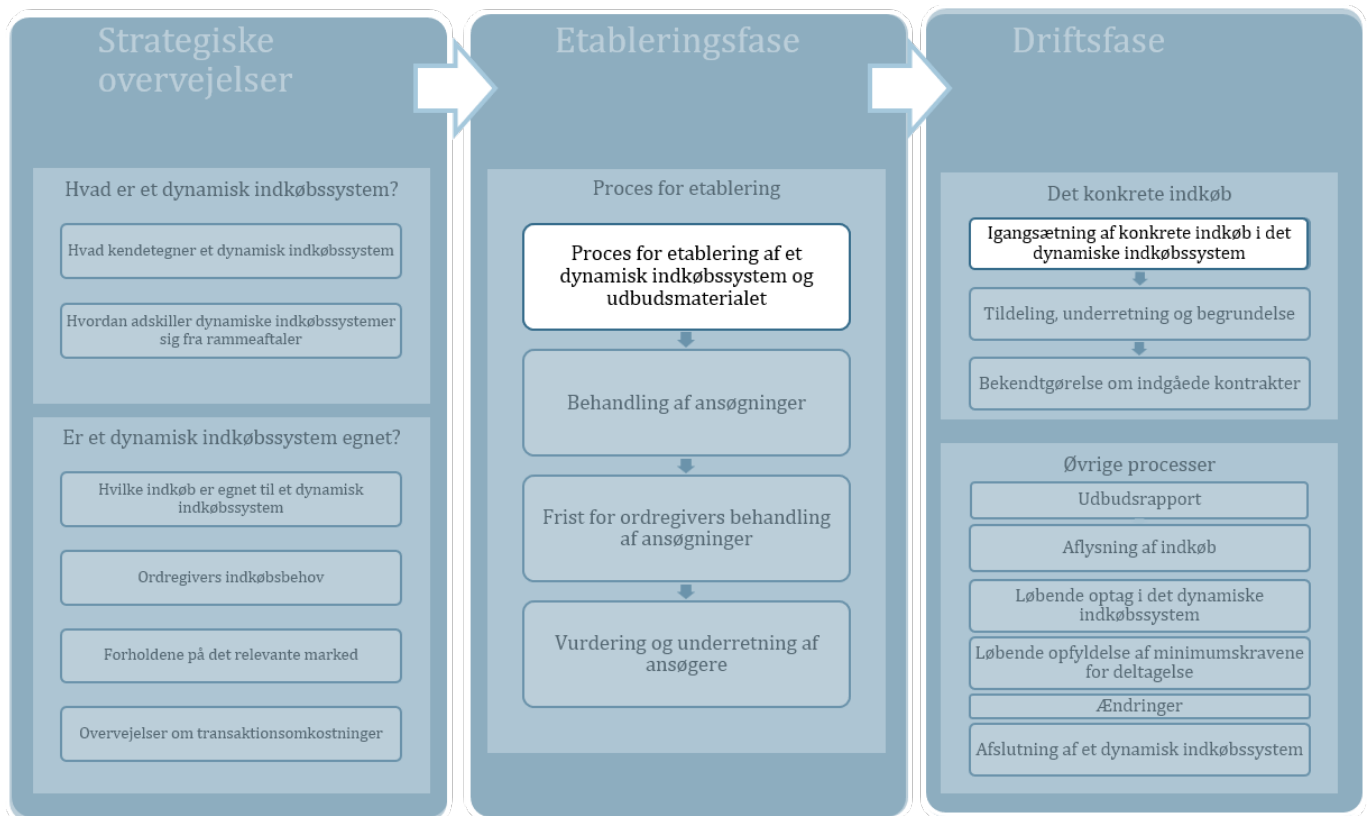 Strategiske
overvejelser
Hvad er et dynamisk indkøbssystem?
Hvad kendetegner et dynamisk indkøbssystem
Hvordan adskiller dynamiske indkøbssystemer
sig fra rammeaftaler
Er et dynamisk indkøbssystem egnet?
Hvilke indkøb er egnet til et dynamisk
indkøbssystem
Ordregivers indkøbsbehov
Forholdene på det relevante marked
Overvejelser om transaktionsomkostninger
Etableringsfase
Proces for etablering
Proces for etablering af et
dynamisk indkøbssystem og
udbudsmaterialet
Behandling af ansøgninger
Frist for ordregivers behandling
af ansøgninger
Vurdering og underretning af
ansøgere
Driftsfase
Det konkrete indkøb
Igangsætning af konkrete indkøb i det
dynamiske indkøbssystem
Tildeling, underretning og begrundelse
Bekendtgørelse om indgåede kontrakter
Øvrige processer
Udbudsrapport
Aflysning af indkøb
Løbende optag i det dynamiske
indkøbssystem
Løbende opfyldelse af minimumskravene
for deltagelse
Ændringer
Afslutning af et dynamisk indkøbssystem